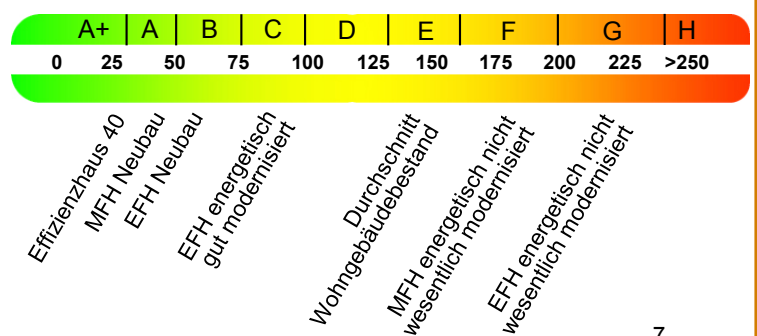 A+ A B C D E F G H
0 25 50 75 100 125 150 175 200 225 >250
Effizienzhaus 40
MFH Neubau
EFH Neubau
EFH energetisch
gut modernisiert
Durchschnitt
Wohngebäudebestand
MFH energetisch nicht
wesentlich modernisiert
EFH energetisch nicht
wesentlich modernisiert
7